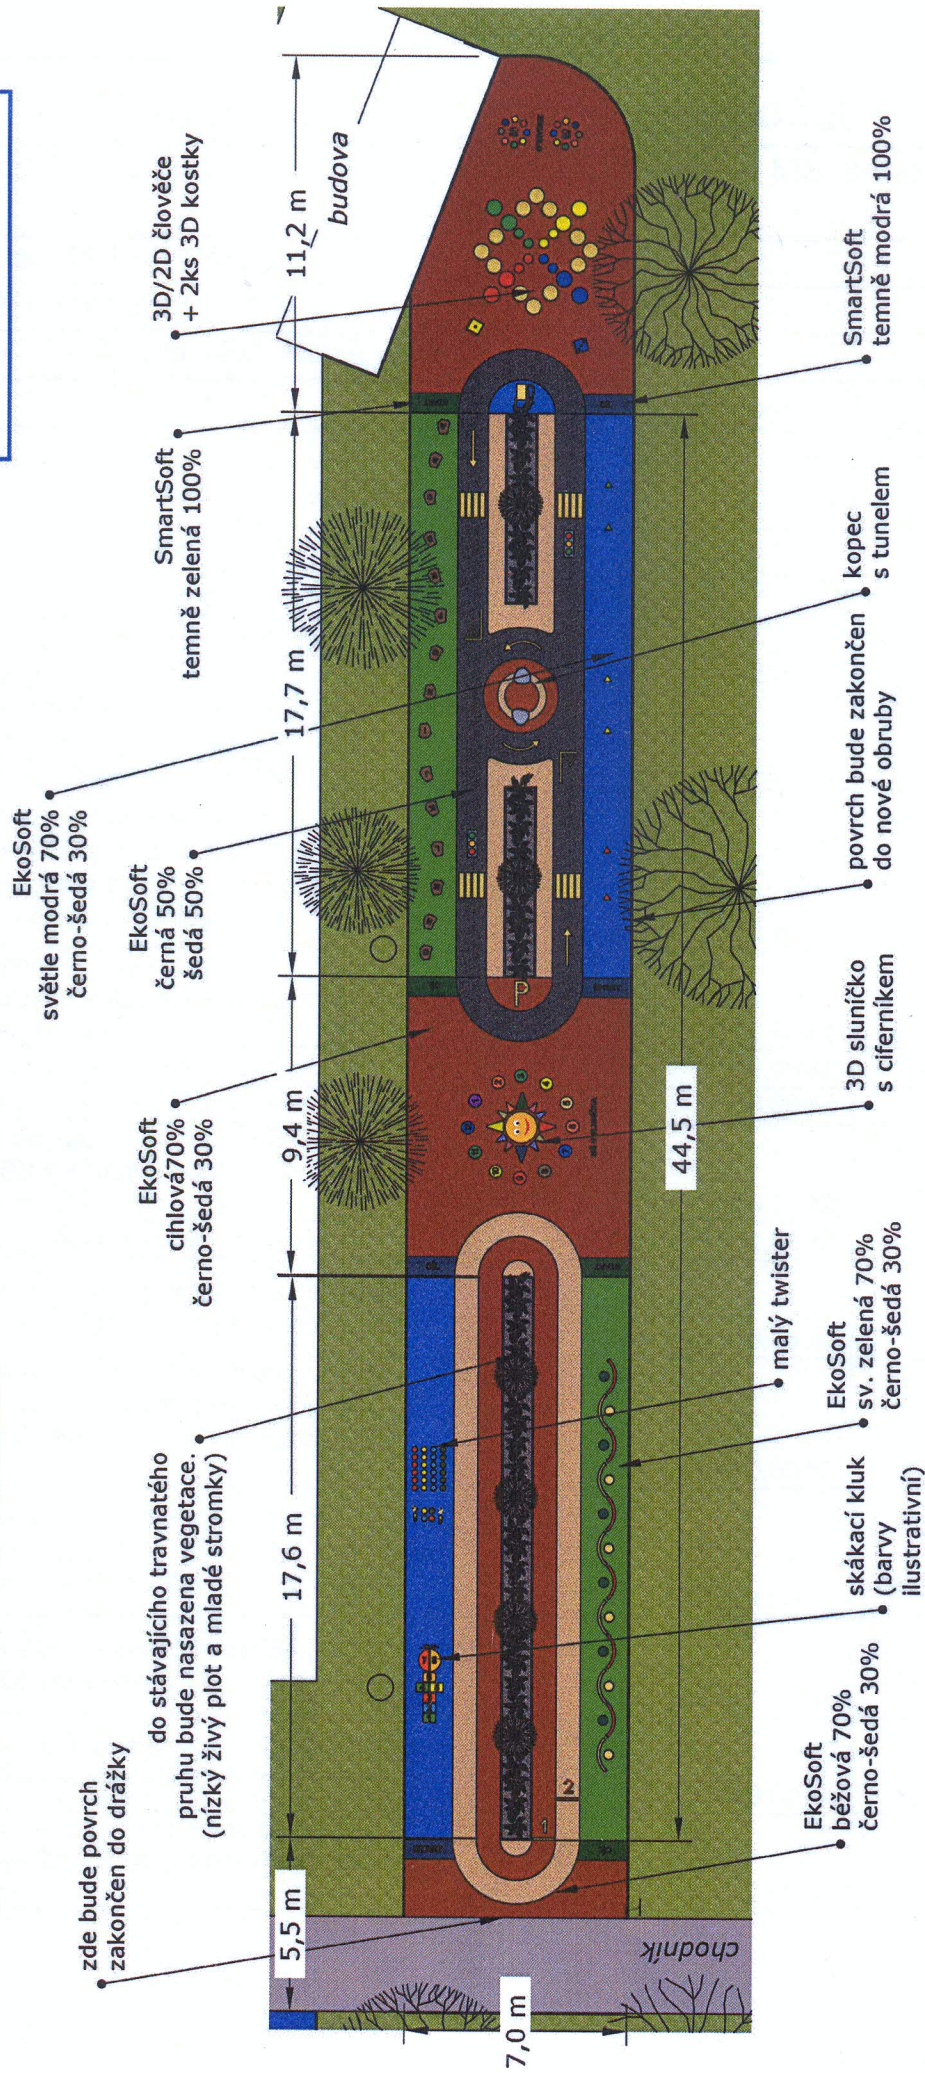 zde bude povrch
zakončen do drážky
do stávajícího travnatého
pruhu bude nasazena vegetace.
(nízký živý plot a mladé stromky)
EkoSoft
cihlová70%
černo-šedá 30%
EkoSoft
světle modrá 70%
černo-šedá 30%
EkoSoft
černá 50%
šedá 50%
SmartSoft
temně zelená 100%
3D/2D člověče
+ 2ks 3D kostky
5,5 m
17,6 m
9,4 m
17,7 m
11,2 m
budova
START
P
1
2
START
44,5 m
7,0 m
chodník
EkoSoft
béžová 70%
černo-šedá 30%
skákací kluk
(barvy
ilustrativní)
EkoSoft
sv. zelená 70%
černo-šedá 30%
malý twister
3D sluníčko
s ciferníkem
povrch bude zakončen
do nové obruby
kopec
s tunelem
SmartSoft
temně modrá 100%